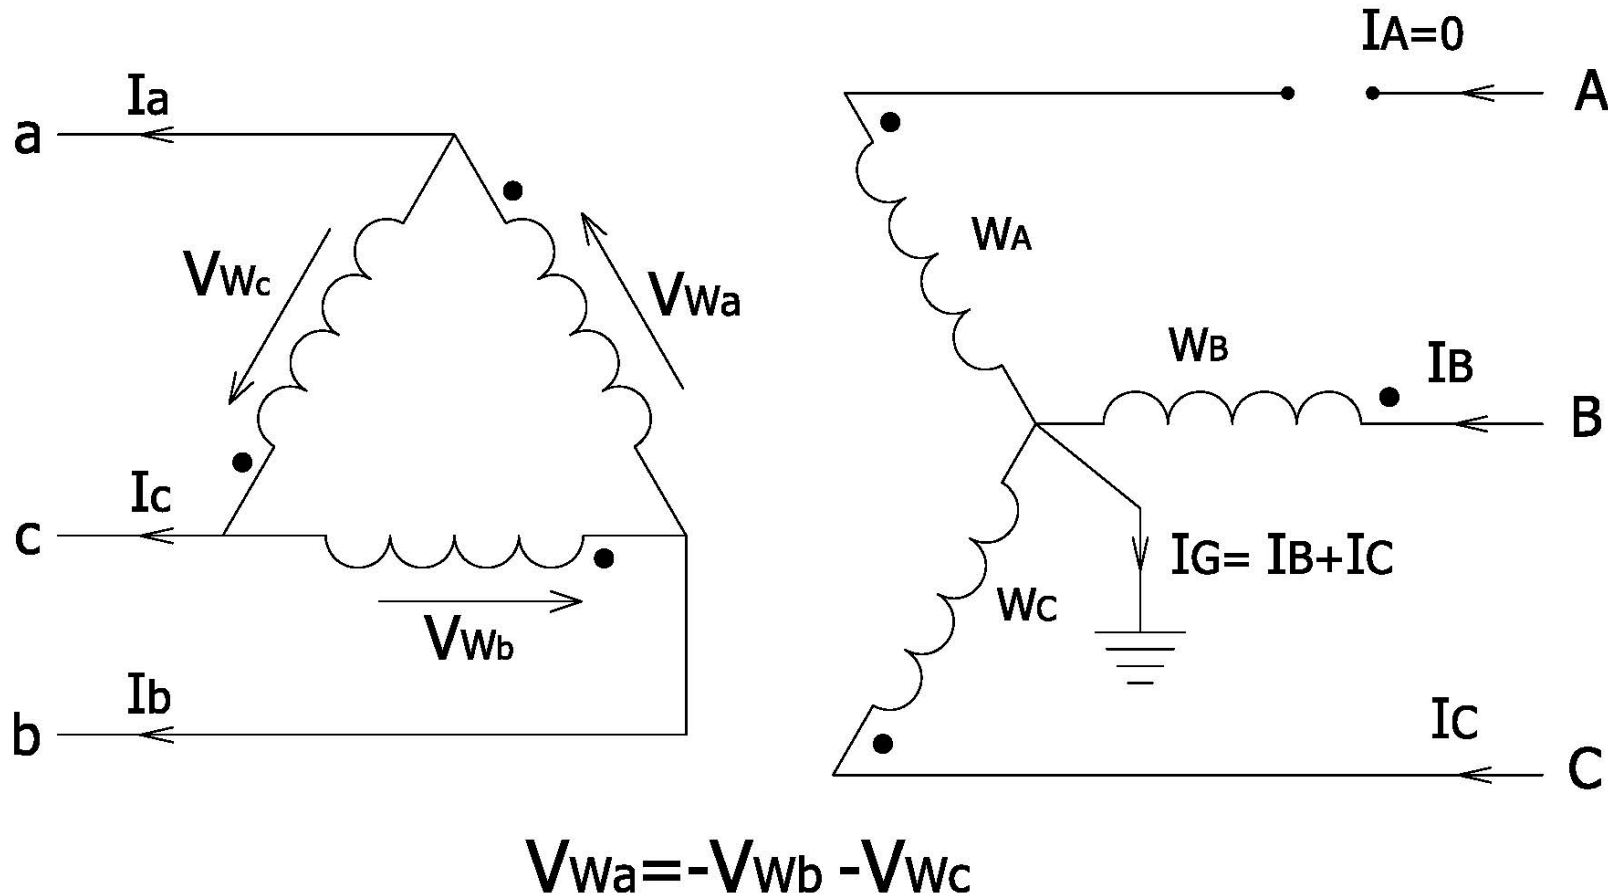 IA=0
A
Ia
a
WA
VWc
VWa
WB
IB
B
Ic
c
IG= IB+IC
WC
VWb
Ib
b
IC
C
VWa=-VWb -VWc